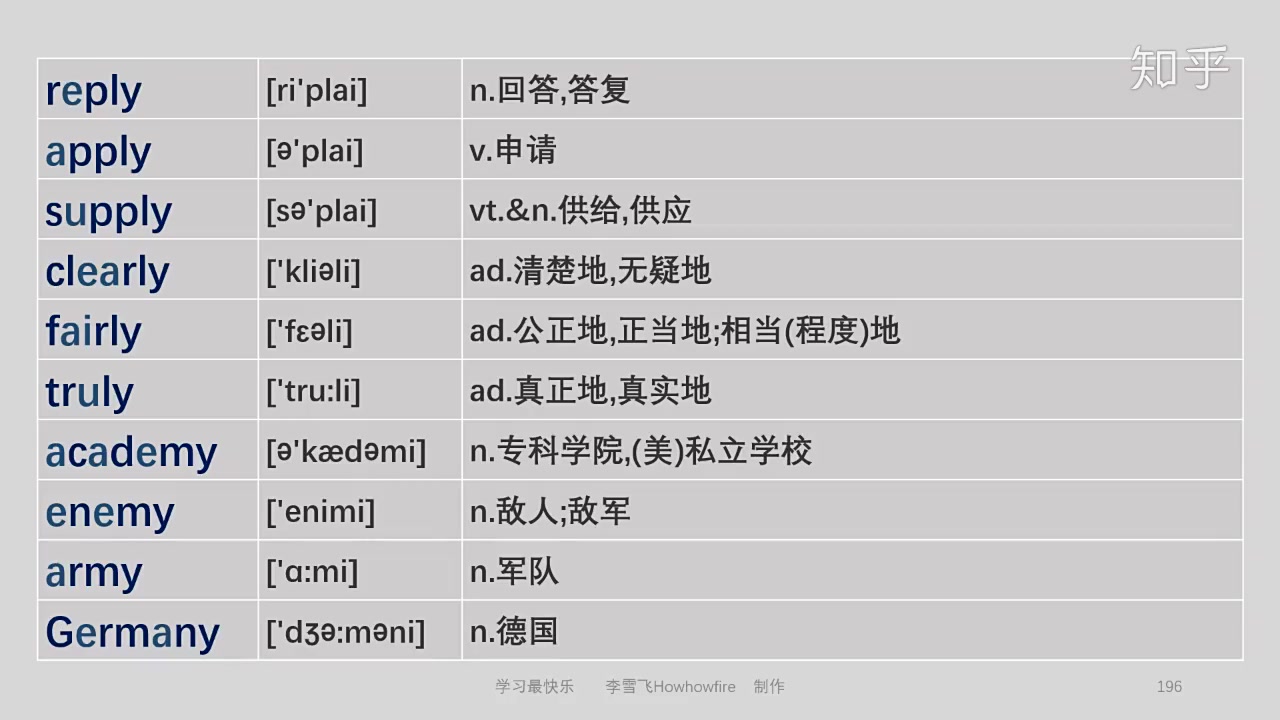 知乎
reply [ri'plai] n.回答,答复
apply [ə'plai] v.申请
supply [sə'plai] vt.&n.供给,供应
clearly ['kliəli] ad.清楚地,无疑地
fairly ['fɛəli] ad.公正地,正当地;相当(程度)地
truly ['tru:li] ad.真正地,真实地
academy [ə'kædəmi] n.专科学院,(美)私立学校
enemy ['enimi] n.敌人;敌军
army ['ɑ:mi] n.军队
Germany ['dʒə:məni] n.德国
学习最快乐 李雪飞Howhowfire 制作 196